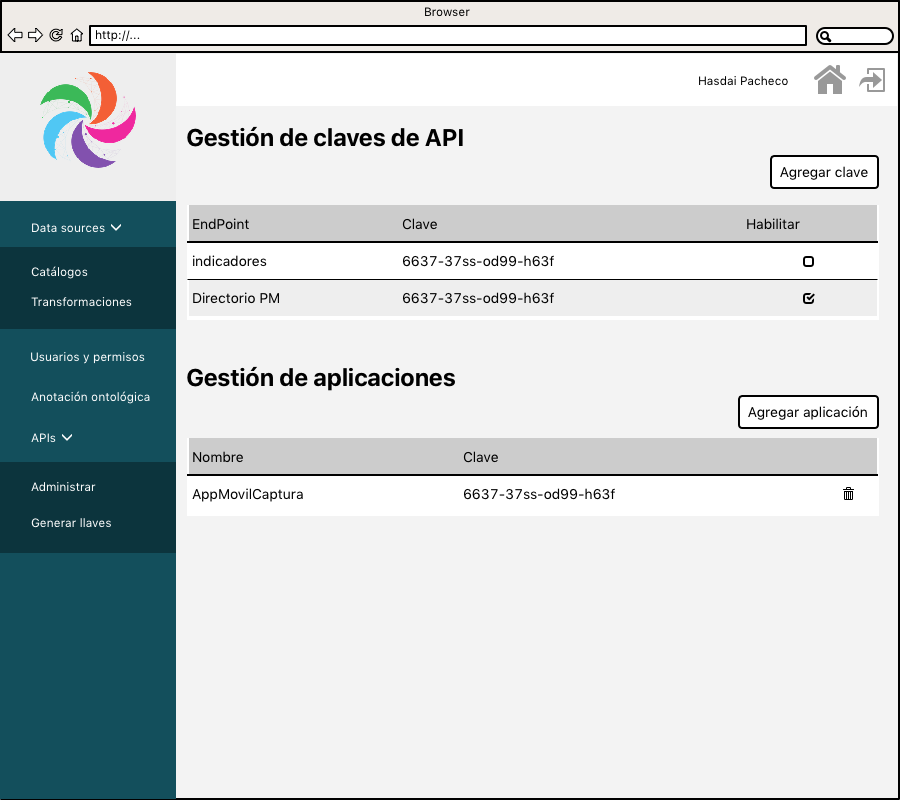 Browser
http://...
Hasdai Pacheco
Data sources
Catálogos
Transformaciones
Usuarios y permisos
Anotación ontológica
APIs
Administrar
Generar llaves
Gestión de claves de API
Agregar clave
EndPoint Clave Habilitar
indicadores 6637-37ss-od99-h63f
Directorio PM 6637-37ss-od99-h63f
Gestión de aplicaciones
Agregar aplicación
Nombre Clave
AppMovilCaptura 6637-37ss-od99-h63f